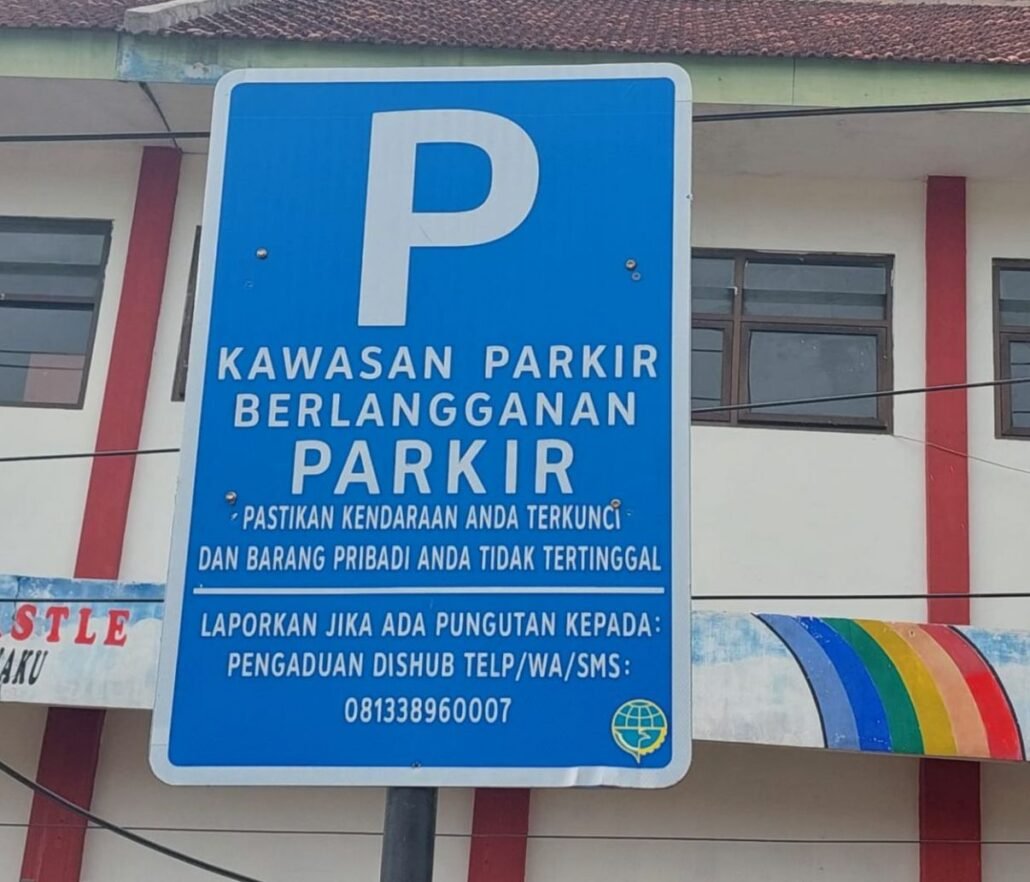 P
KAWASAN PARKIR
BERLANGGANAN
PARKIR
PASTIKAN KENDARAAN ANDA TERKUNCI
DAN BARANG PRIBADI ANDA TIDAK TERTINGGAL
LAPORKAN JIKA ADA PUNGUTAN KEPADA:
PENGADUAN DISHUB TELP/WA/SMS:
081338960007
STLE
AKU